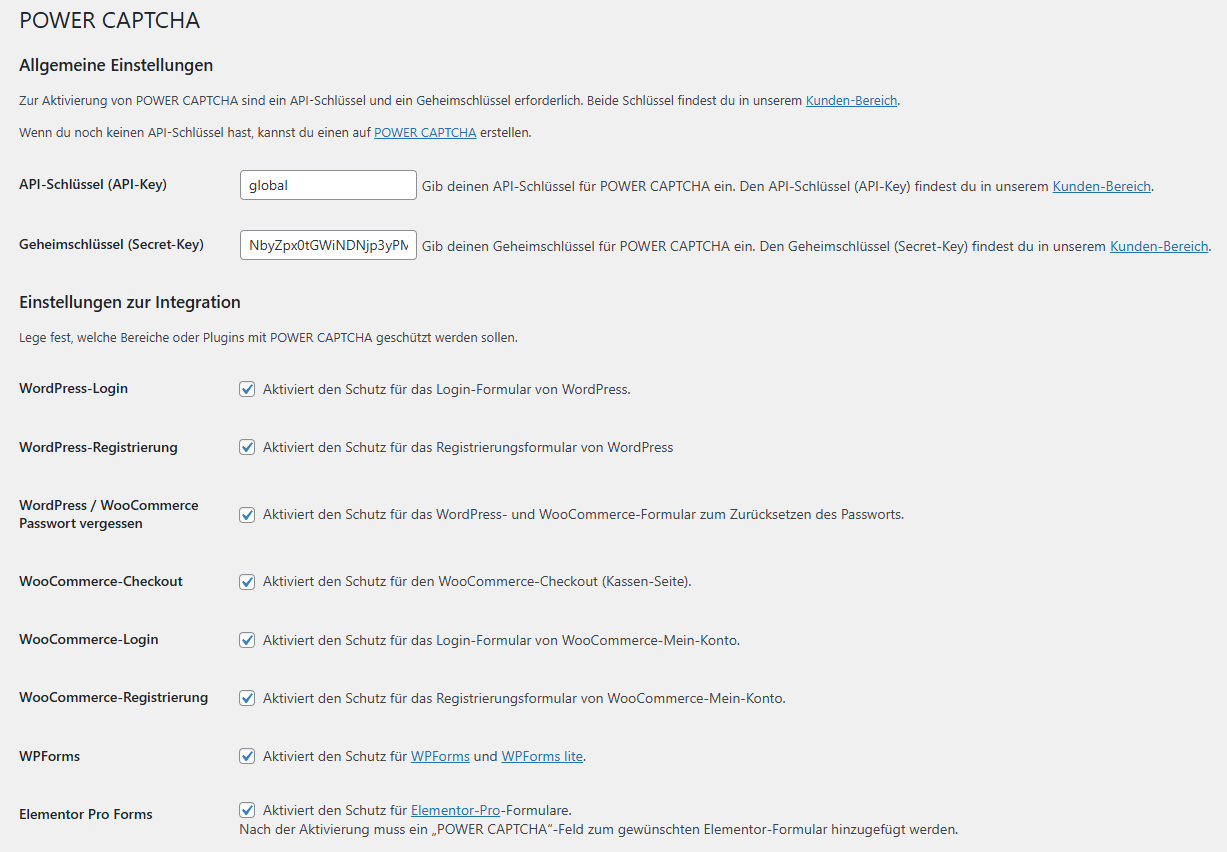 POWER CAPTCHA
Allgemeine Einstellungen
Zur Aktivierung von POWER CAPTCHA sind ein API-Schlüssel und ein Geheimschlüssel erforderlich. Beide Schlüssel findest du in unserem Kunden-Bereich.
Wenn du noch keinen API-Schlüssel hast, kannst du einen auf POWER CAPTCHA erstellen.
API-Schlüssel (API-Key) global Gib deinen API-Schlüssel für POWER CAPTCHA ein. Den API-Schlüssel (API-Key) findest du in unserem Kunden-Bereich.
Geheimschlüssel (Secret-Key) NbyZpx0tGWiNDNjp3yPM Gib deinen Geheimschlüssel für POWER CAPTCHA ein. Den Geheimschlüssel (Secret-Key) findest du in unserem Kunden-Bereich.
Einstellungen zur Integration
Lege fest, welche Bereiche oder Plugins mit POWER CAPTCHA geschützt werden sollen.
WordPress-Login Aktiviert den Schutz für das Login-Formular von WordPress.
WordPress-Registrierung Aktiviert den Schutz für das Registrierungsformular von WordPress
WordPress / WooCommerce
Passwort vergessen
Aktiviert den Schutz für das WordPress- und WooCommerce-Formular zum Zurücksetzen des Passworts.
WooCommerce-Checkout Aktiviert den Schutz für den WooCommerce-Checkout (Kassen-Seite).
WooCommerce-Login Aktiviert den Schutz für das Login-Formular von WooCommerce-Mein-Konto.
WooCommerce-Registrierung Aktiviert den Schutz für das Registrierungsformular von WooCommerce-Mein-Konto.
WPForms Aktiviert den Schutz für WPForms und WPForms lite.
Elementor Pro Forms Aktiviert den Schutz für Elementor-Pro-Formulare.
Nach der Aktivierung muss ein „POWER CAPTCHA“-Feld zum gewünschten Elementor-Formular hinzugefügt werden.